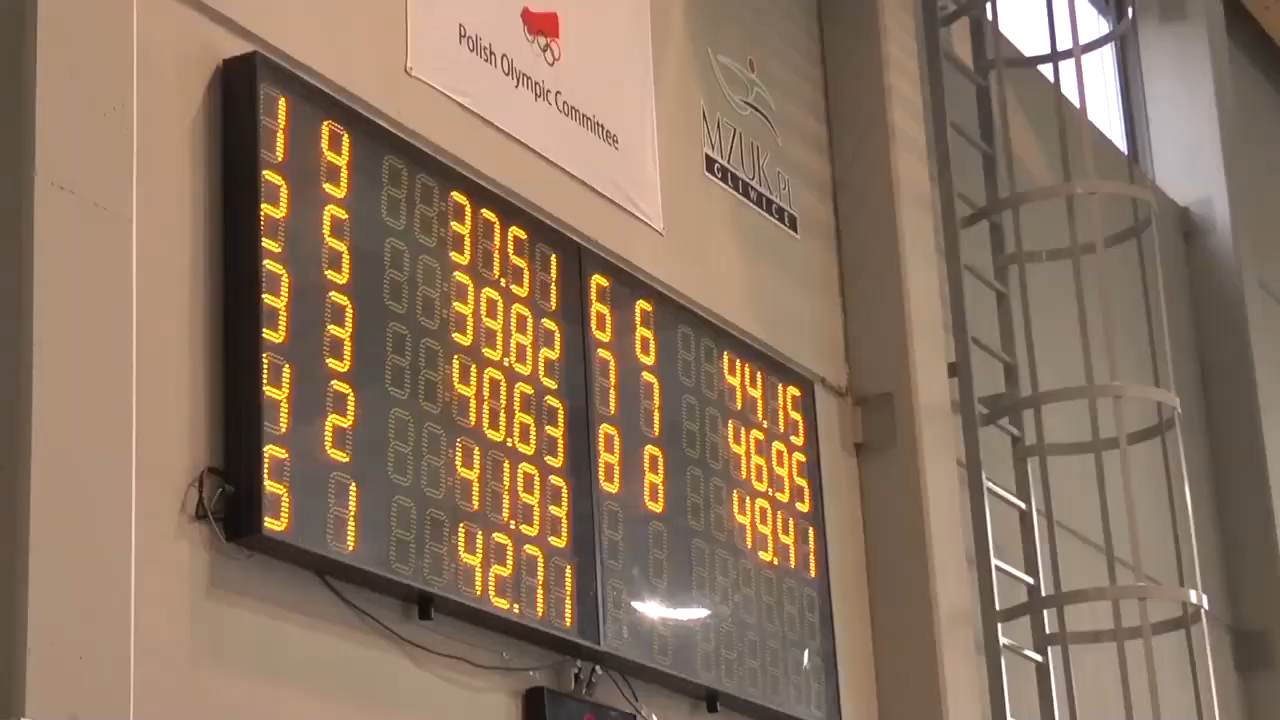 Polish Olympic Committee
MZUK.PL
GLIWICE
1 9 37.51
2 5 39.82
3 3 40.63
4 2 41.93
5 1 42.71
6 6 44.15
7 7 46.95
8 8 49.41